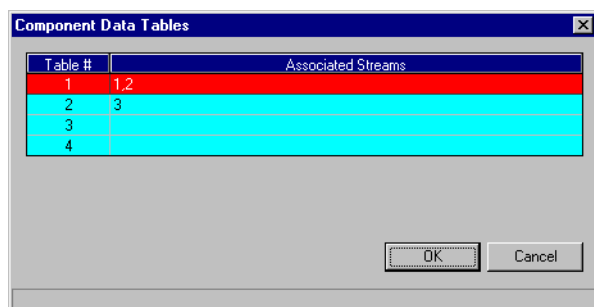 Component Data Tables
Table # Associated Streams
1 1,2
2 3
3
4
OK Cancel